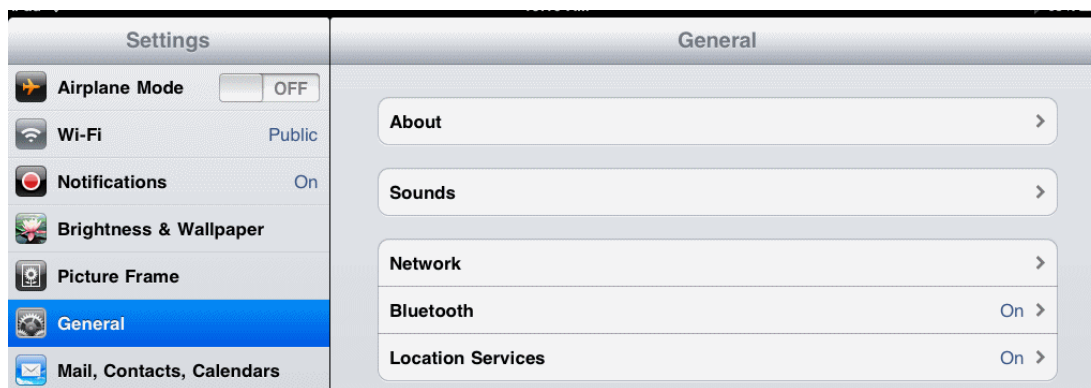 Settings
Airplane Mode OFF
Wi-Fi Public
Notifications On
Brightness & Wallpaper
Picture Frame
General
Mail, Contacts, Calendars
General
About
Sounds
Network
Bluetooth On
Location Services On